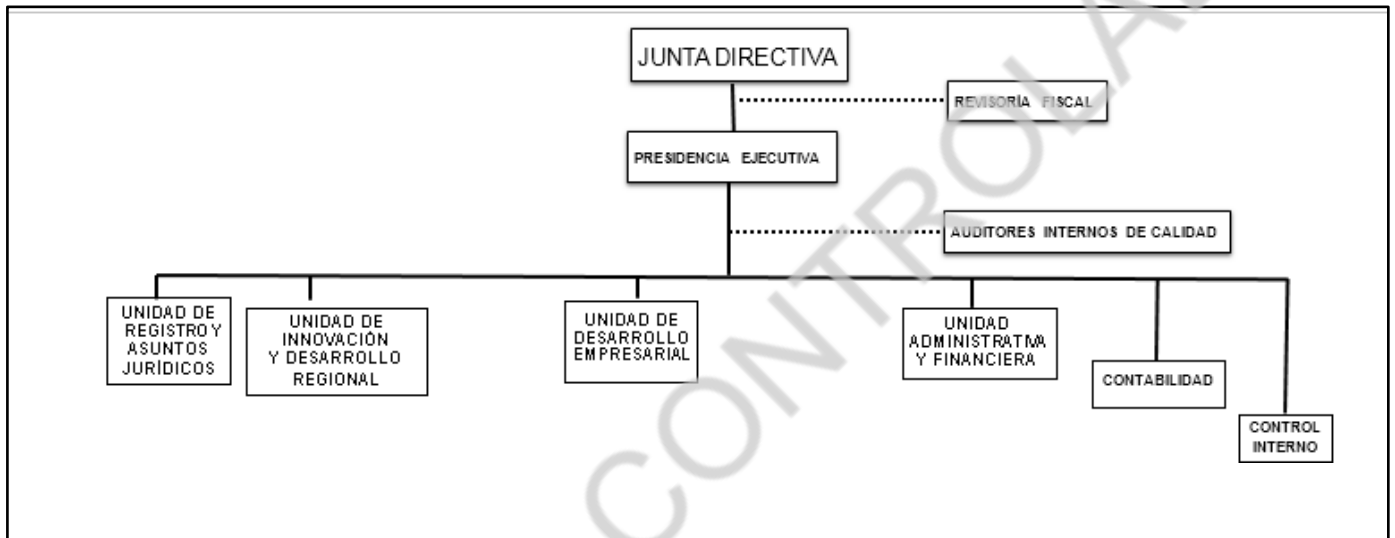 JUNTA DIRECTIVA
REVISORÍA FISCAL
PRESIDENCIA EJECUTIVA
AUDITORES INTERNOS DE CALIDAD
UNIDAD DE
REGISTRO Y
ASUNTOS
JURÍDICOS
UNIDAD DE
INNOVACIÓN
Y DESARROLLO
REGIONAL
UNIDAD DE
DESARROLLO
EMPRESARIAL
UNIDAD
ADMINISTRATIVA
Y FINANCIERA
CONTABILIDAD
CONTROL
INTERNO